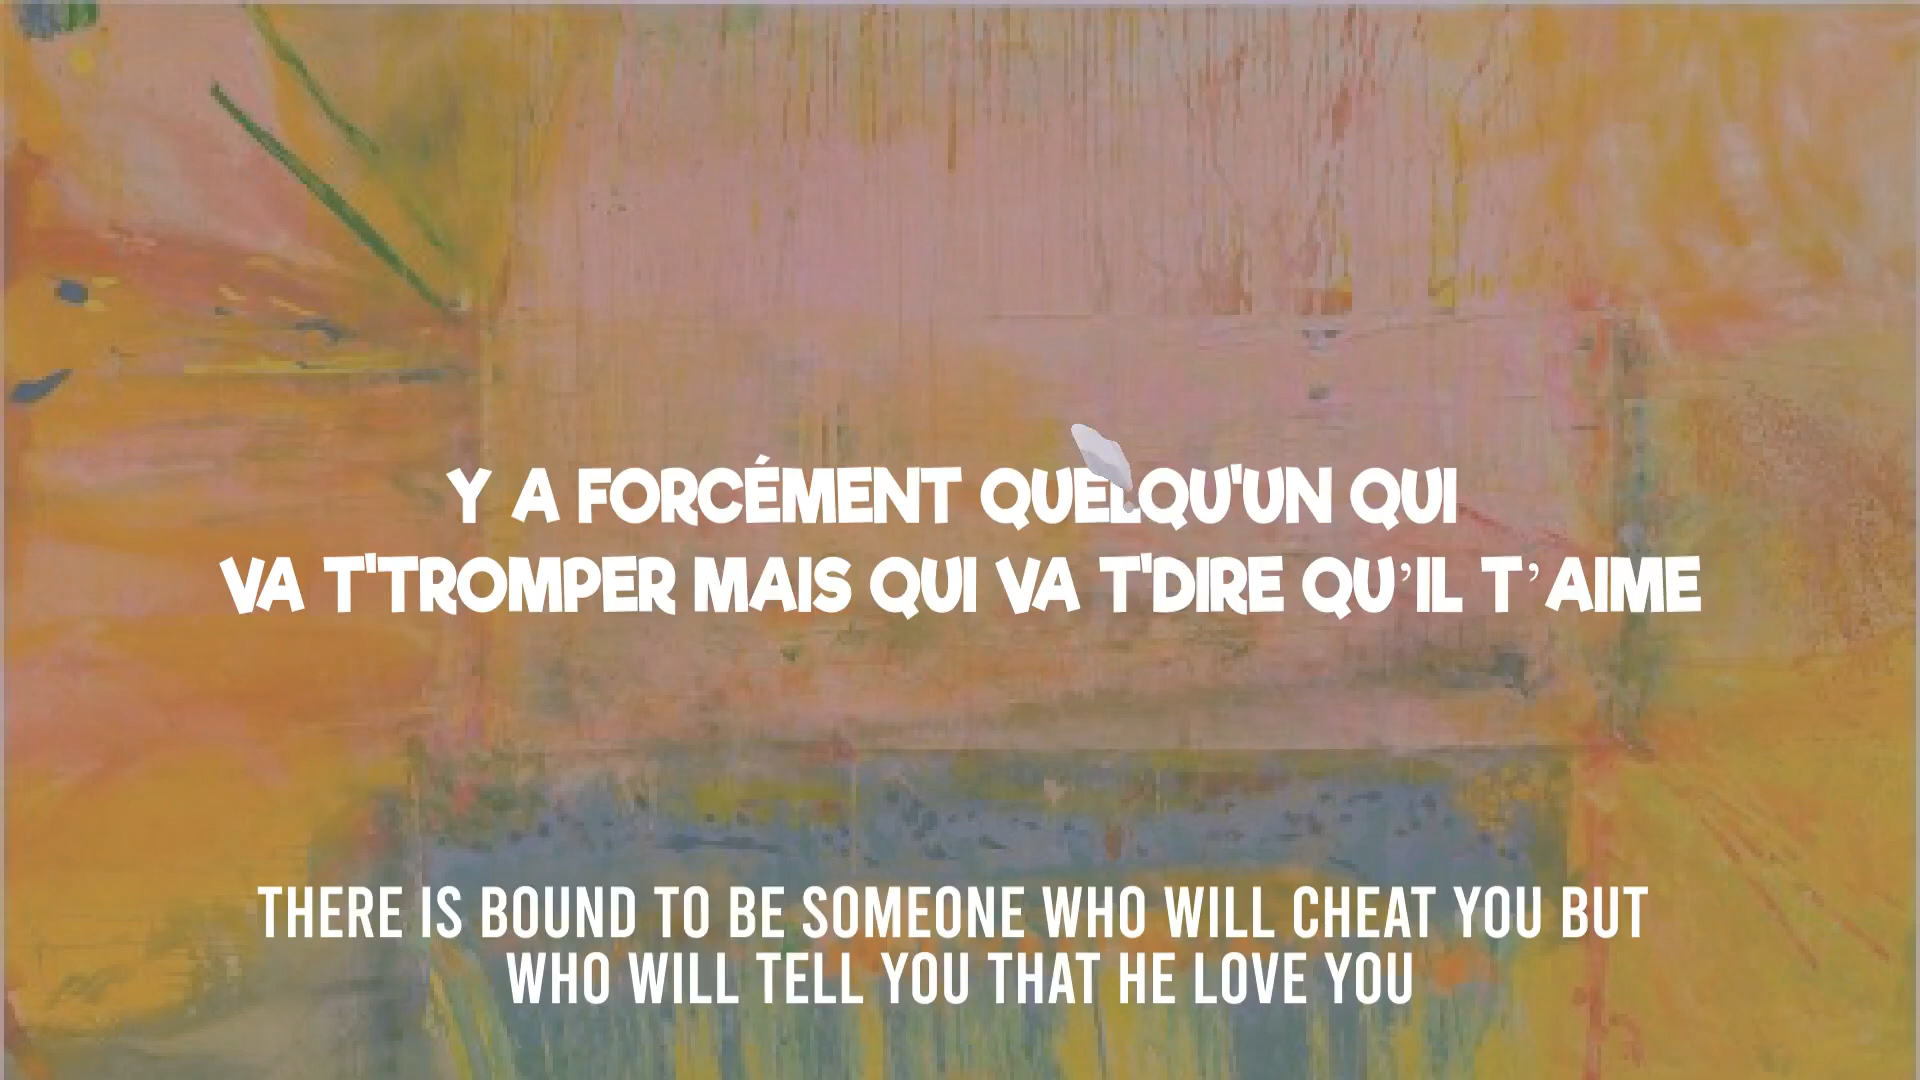 Y A FORCÉMENT QUELQU'UN QUI
VA T'TROMPER MAIS QUI VA T'DIRE QU’IL T’AIME
THERE IS BOUND TO BE SOMEONE WHO WILL CHEAT YOU BUT
WHO WILL TELL YOU THAT HE LOVE YOU